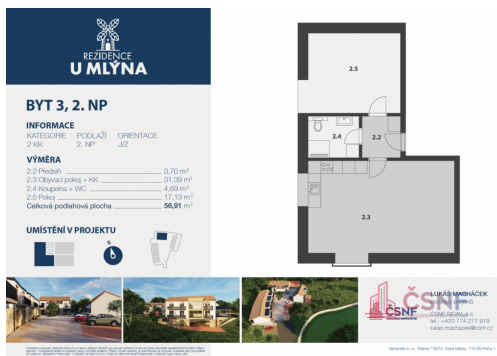 REZIDENCE
U MLÝNA
BYT 3, 2. NP
INFORMACE
KATEGORIE PODLAŽÍ ORIENTACE
2 KK 2. NP J/Z
VÝMĚRA
2.2 Předsíň 3,70 m²
2.3 Obývací pokoj + KK 31,39 m²
2.4 Koupelna + WC 4,69 m²
2.5 Pokoj 17,13 m²
Celková podlahová plocha 56,91 m²
UMÍSTĚNÍ V PROJEKTU
S
2.5
2.4
2.2
2.3
ČSNF
LUKÁŠ MACHÁČEK
ČSNF
tel.: +420 774 277 919
lukas.machacek@csnf.cz